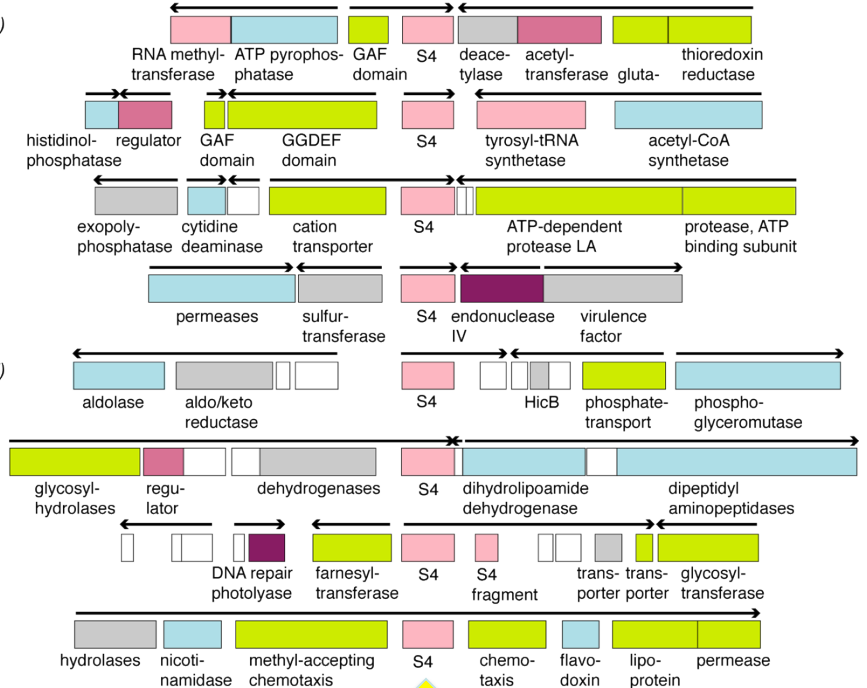 )
RNA methyl- ATP pyrophos- GAF S4 deace- acetyl- thioredoxin
transferase phatase domain tylase transferase gluta- reductase
histidinol- regulator GAF GGDEF S4 tyrosyl-tRNA acetyl-CoA
phosphatase domain domain synthetase synthetase
exopoly- cytidine cation S4 ATP-dependent protease, ATP
phosphatase deaminase transporter protease LA binding subunit
permeases sulfur- S4 endonuclease virulence
transferase IV factor
)
aldolase aldo/keto S4 HicB phosphate- phospho-
reductase transport glyceromutase
glycosyl- regu- dehydrogenases S4 dihydrolipoamide dipeptidyl
hydrolases lator dehydrogenase aminopeptidases
DNA repair farnesyl- S4 S4 trans- trans- glycosyl-
photolyase transferase fragment porter porter transferase
hydrolases nicoti- methyl-accepting S4 chemo- flavo- lipo- permease
namidase chemotaxis taxis doxin protein